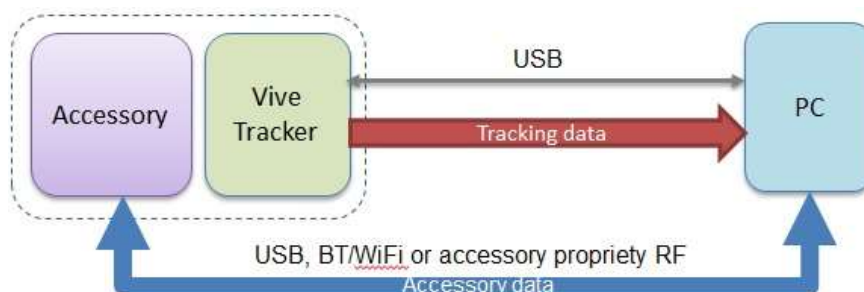 USB
Accessory
Vive
Tracker
PC
Tracking data
USB, BT/WiFi or accessory propriety RF
Accessory data